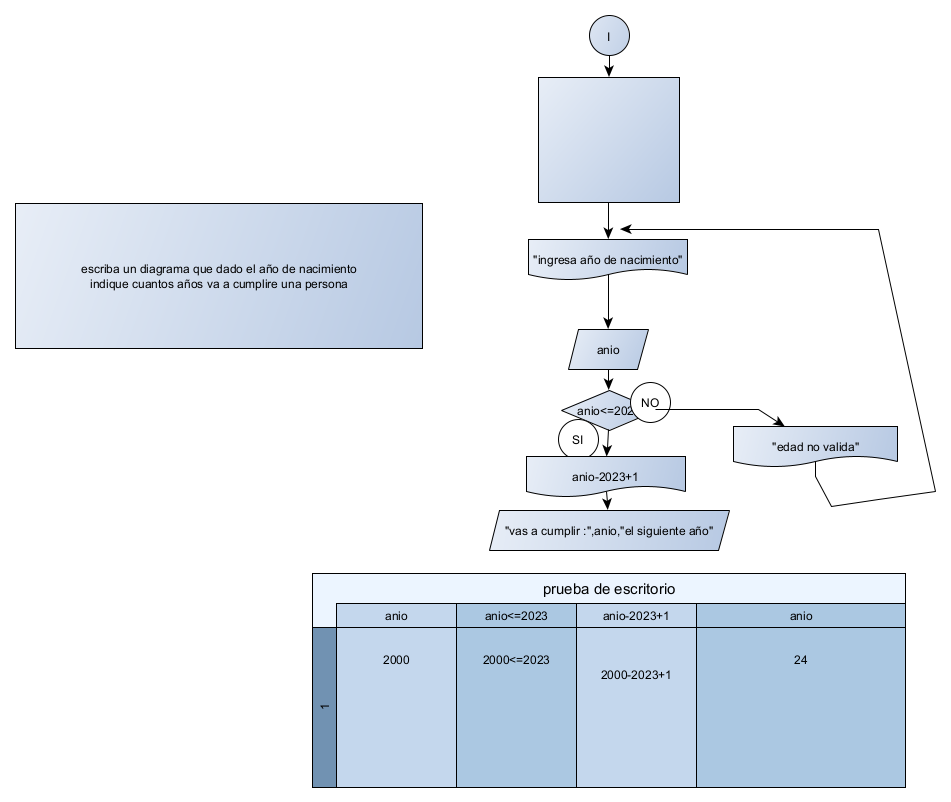 I
escriba un diagrama que dado el año de nacimiento
indique cuantos años va a cumplire una persona
"ingresa año de nacimiento"
anio
anio<=202
NO
SI
"edad no valida"
anio-2023+1
"vas a cumplir :",anio,"el siguiente año"
prueba de escritorio
anio
anio<=2023
anio-2023+1
anio
1
2000
2000<=2023
2000-2023+1
24